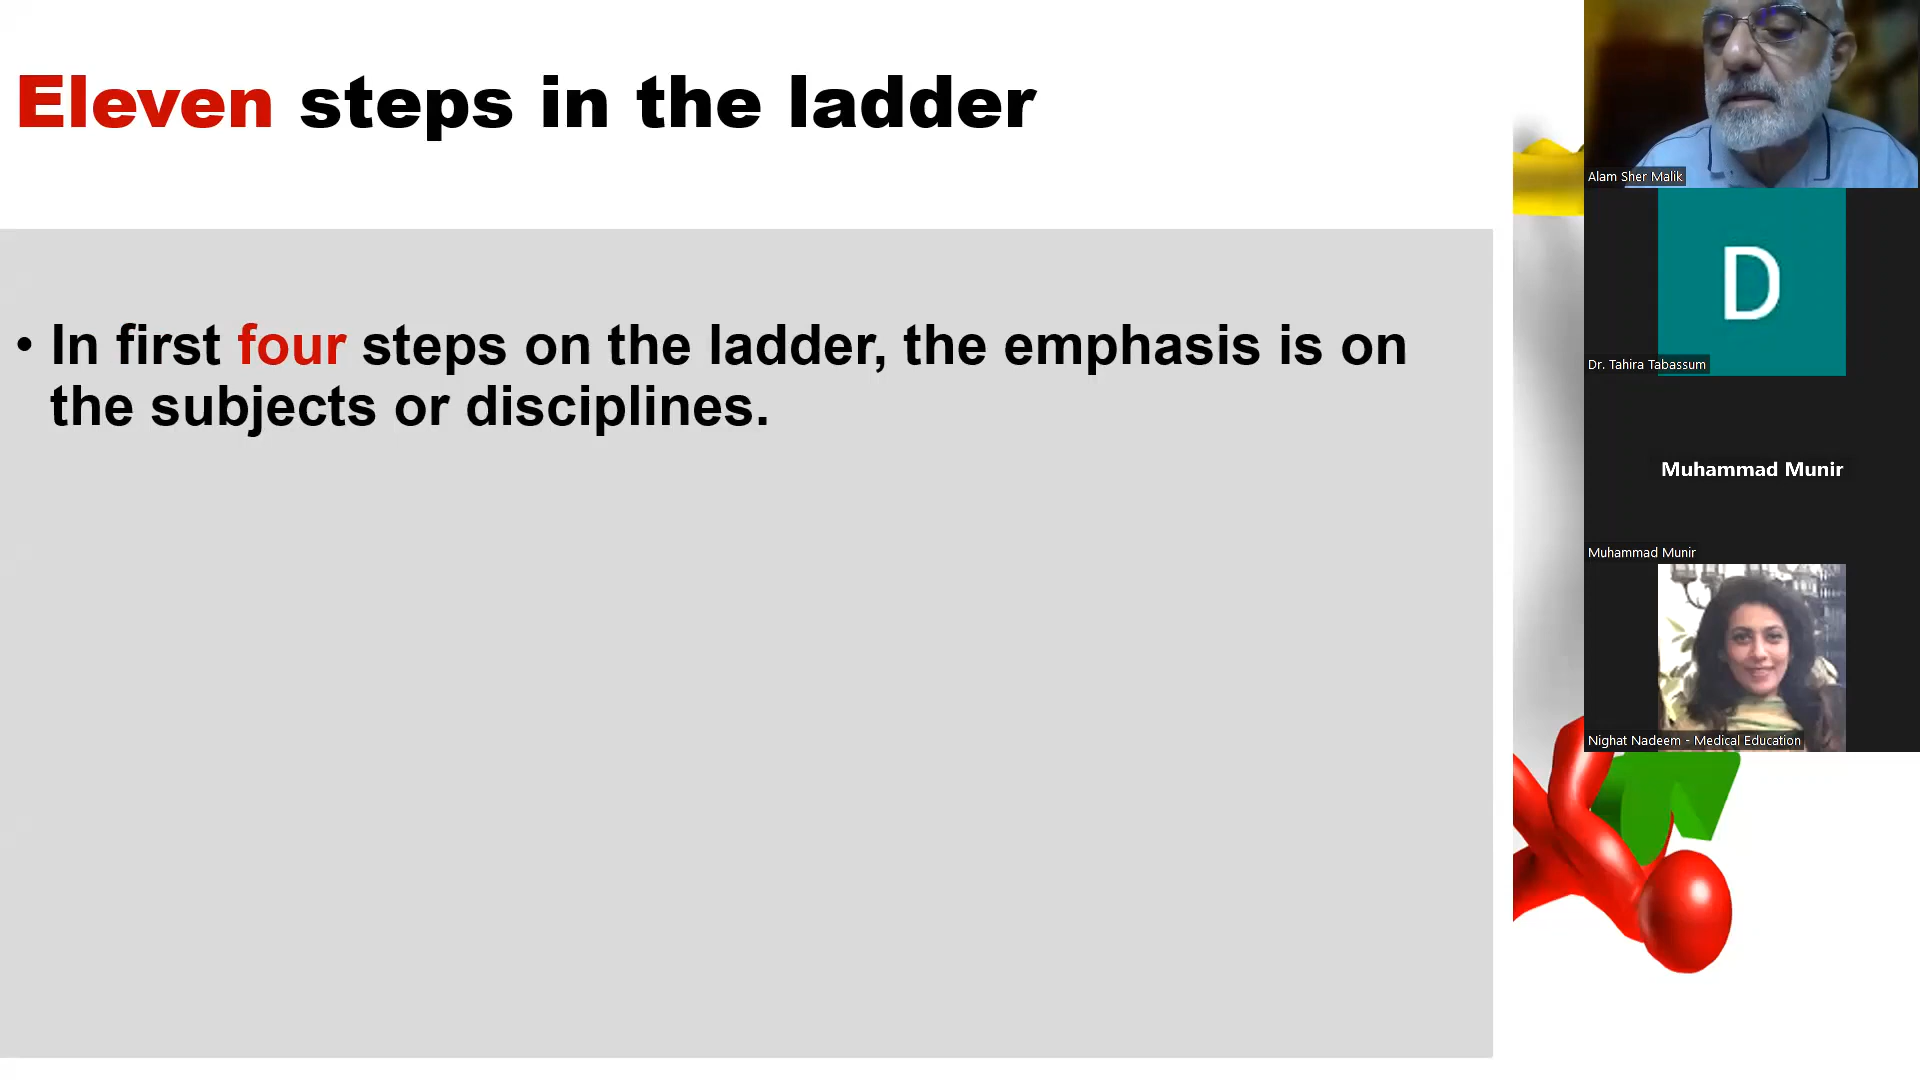 Eleven steps in the ladder
• In first four steps on the ladder, the emphasis is on
the subjects or disciplines.
Alam Sher Malik
D
Dr. Tahira Tabassum
Muhammad Munir
Muhammad Munir
Nighat Nadeem - Medical Education